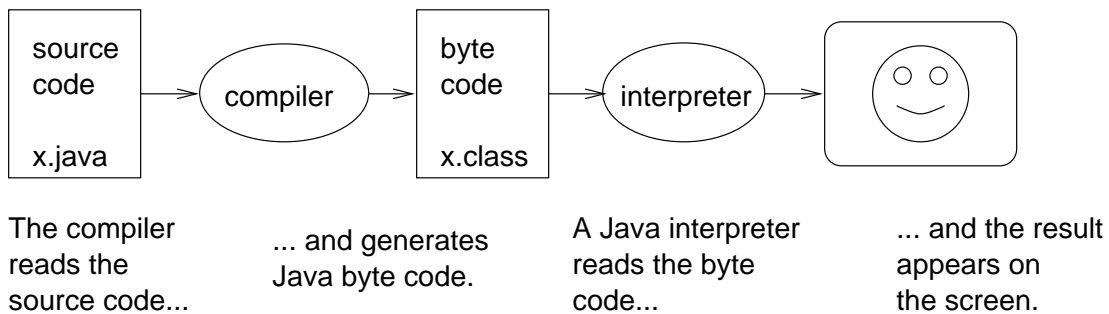 source
code
x.java
compiler
byte
code
x.class
interpreter
The compiler
reads the
source code...
... and generates
Java byte code.
A Java interpreter
reads the byte
code...
... and the result
appears on
the screen.